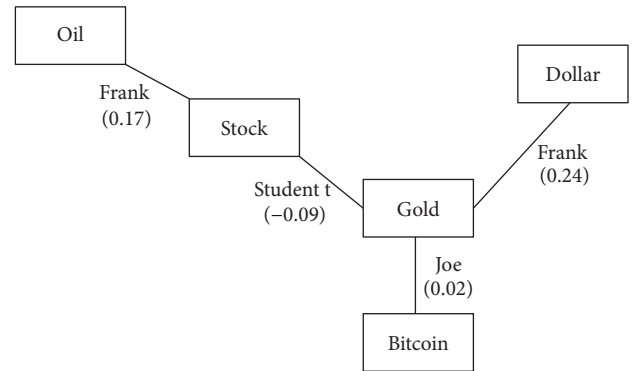 Oil
Dollar
Frank
(0.17)
Stock
Frank
(0.24)
Student t
(−0.09)
Gold
Joe
(0.02)
Bitcoin